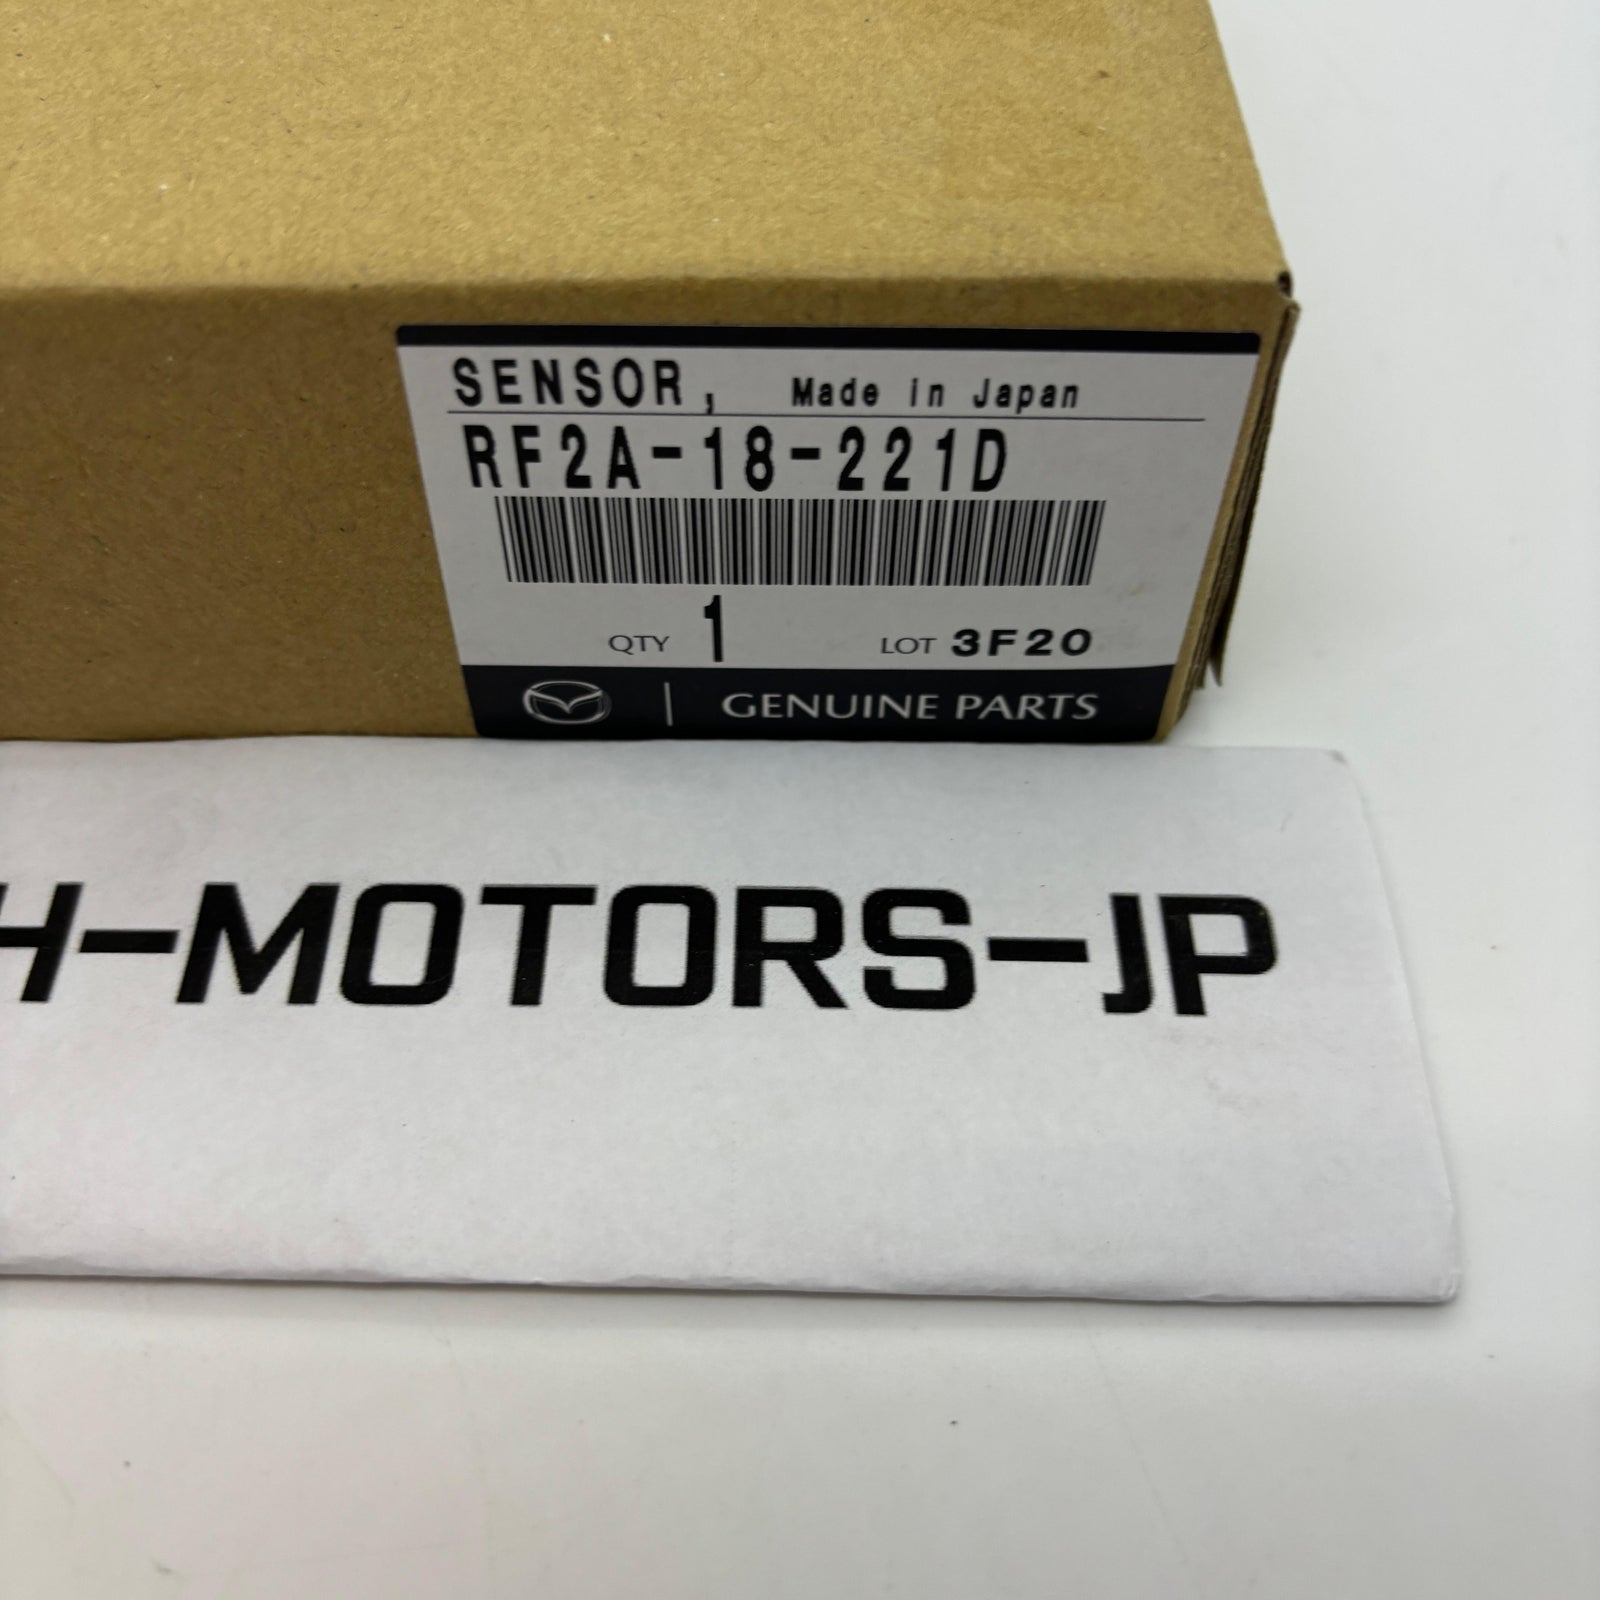 SENSOR, Made in Japan
RF2A-18-221D
QTY 1 LOT 3F20
GENUINE PARTS
H-MOTORS-JP